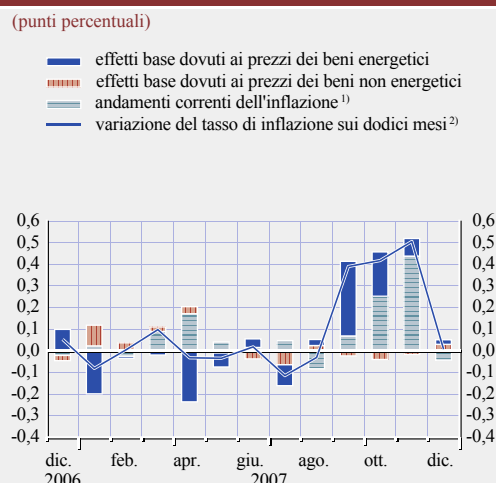 (punti percentuali)
effetti base dovuti ai prezzi dei beni energetici
effetti base dovuti ai prezzi dei beni non energetici
andamenti correnti dell'inflazione 1)
variazione del tasso di inflazione sui dodici mesi 2)
0,6 0,6
0,5 0,5
0,4 0,4
0,3 0,3
0,2 0,2
0,1 0,1
0,0 0,0
-0,1 -0,1
-0,2 -0,2
-0,3 -0,3
-0,4 -0,4
dic. feb. apr. giu. ago. ott. dic.
2006 2007